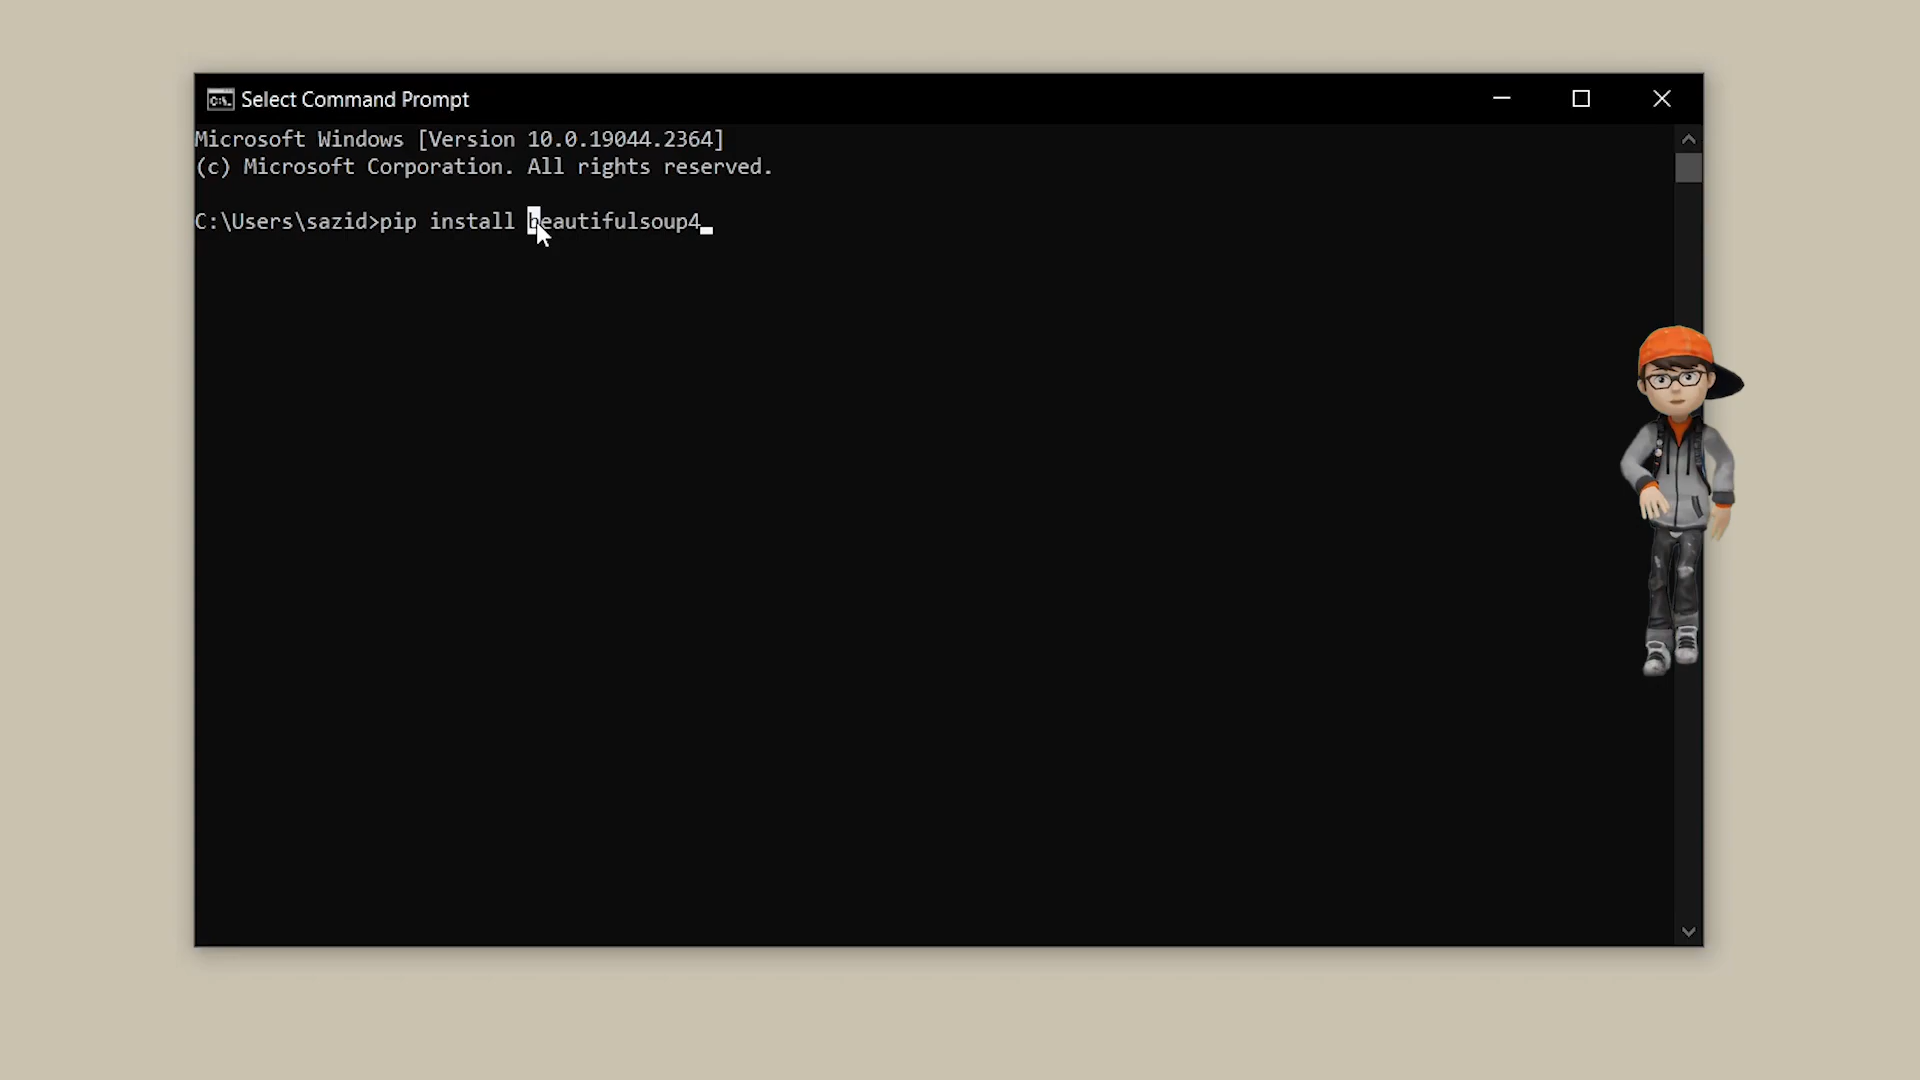 Select Command Prompt
Microsoft Windows [Version 10.0.19044.2364]
(c) Microsoft Corporation. All rights reserved.
C:\Users\sazid>pip install beautifulsoup4